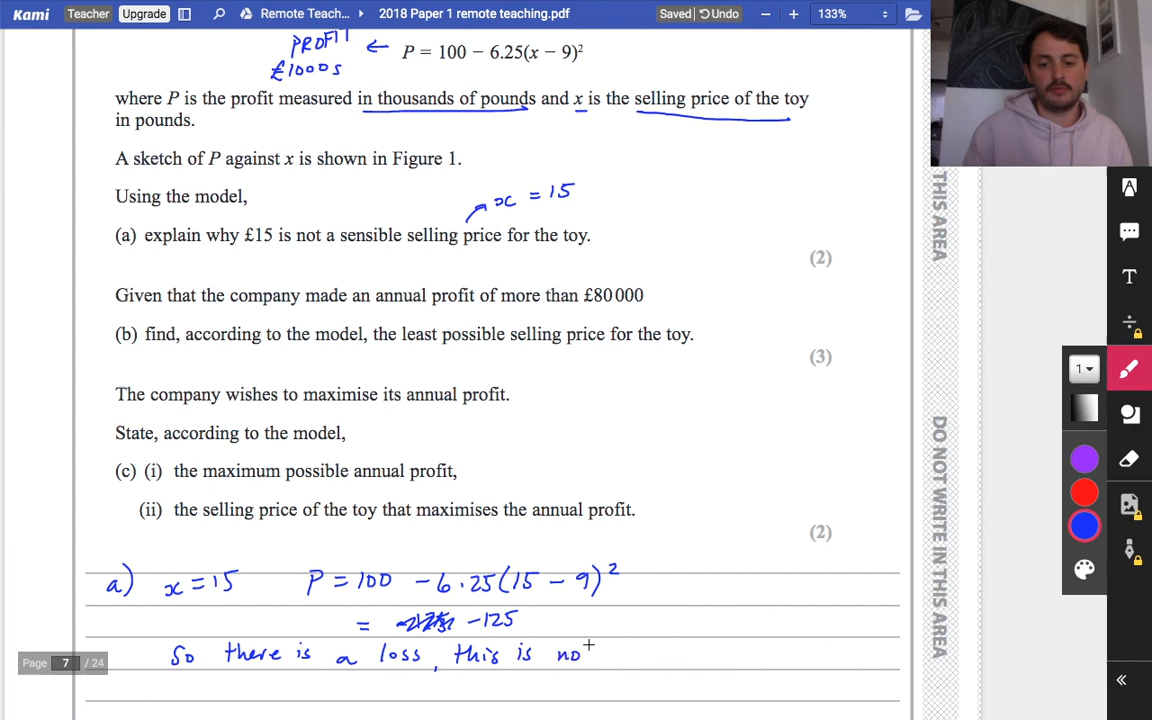 Kami Teacher Upgrade Remote Teach... 2018 Paper 1 remote teaching.pdf Saved Undo 133%
PROFIT ← P = 100 − 6.25(x − 9)²
£1000s
where P is the profit measured in thousands of pounds and x is the selling price of the toy
in pounds.
A sketch of P against x is shown in Figure 1.
Using the model,
x = 15
(a) explain why £15 is not a sensible selling price for the toy.
(2)
Given that the company made an annual profit of more than £80 000
(b) find, according to the model, the least possible selling price for the toy.
(3)
The company wishes to maximise its annual profit.
State, according to the model,
(c) (i) the maximum possible annual profit,
(ii) the selling price of the toy that maximises the annual profit.
(2)
a) x = 15 P = 100 − 6.25(15 − 9)²
= −125
So there is a loss, this is no
Page 7 / 24
THIS AREA
DO NOT WRITE IN THIS AREA
T
1